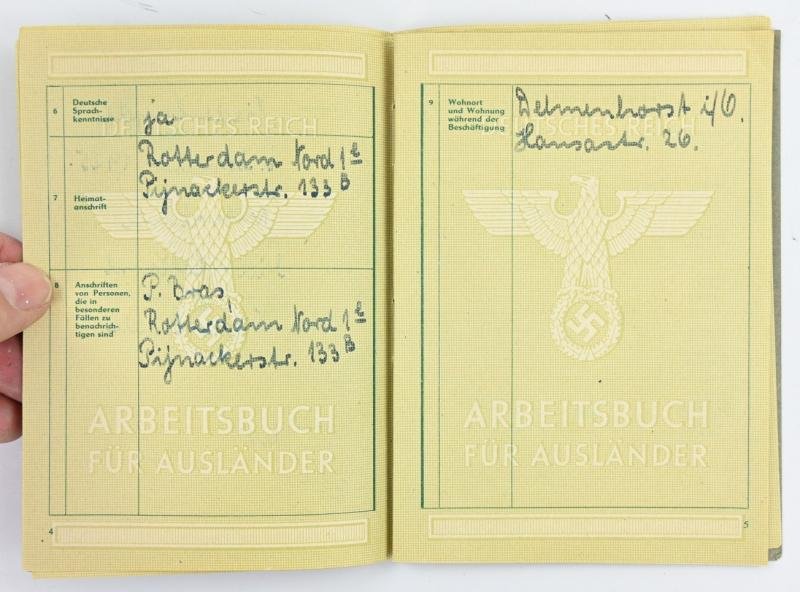 DEUTSCHES REICH
6 Deutsche
Sprach-
kenntnisse
ja
7 Heimat-
anschrift
Rotterdam Nord 1e
Pijnackerstr. 133B
8 Anschriften
von Personen,
die in
besonderen
Fällen zu
benachrich-
tigen sind
P. Bras,
Rotterdam Nord 1e
Pijnackerstr. 133B
ARBEITSBUCH
FÜR AUSLÄNDER
4
DEUTSCHES REICH
9 Wohnort
und Wohnung
während der
Beschäftigung
Delmenhorst i/O.
Hansastr. 26.
ARBEITSBUCH
FÜR AUSLÄNDER
5